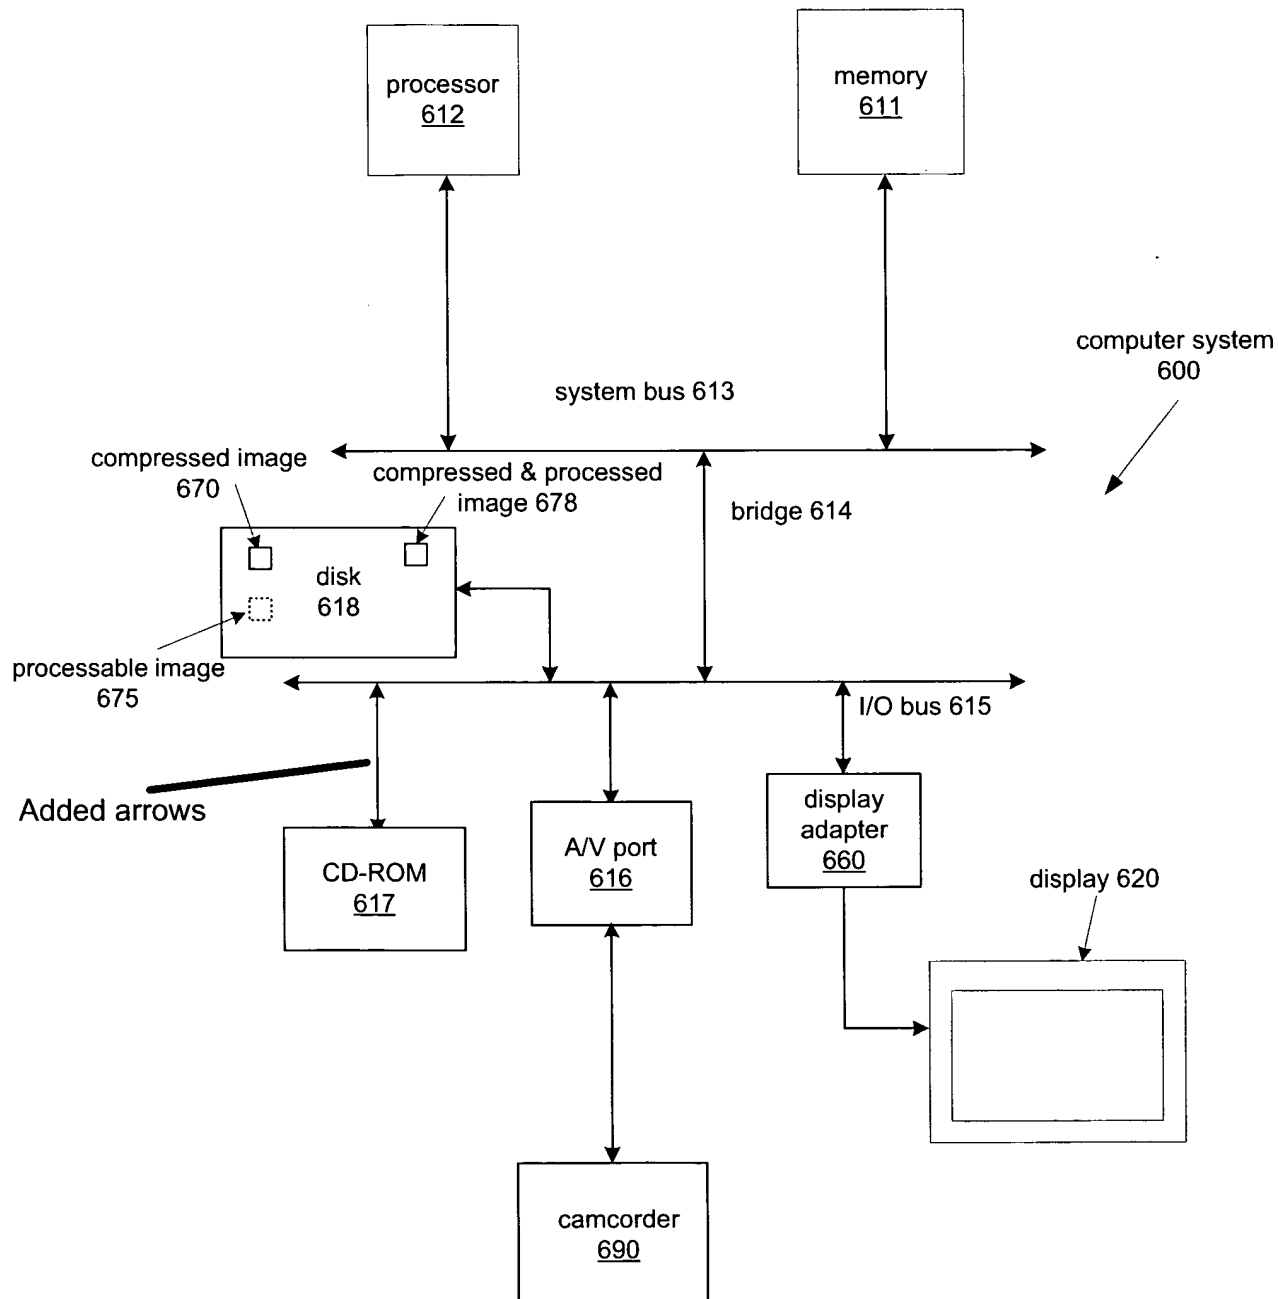 processor
612
memory
611
computer system
600
system bus 613
compressed image
670
compressed & processed
image 678
bridge 614
disk
618
processable image
675
I/O bus 615
Added arrows
CD-ROM
617
A/V port
616
display
adapter
660
display 620
camcorder
690